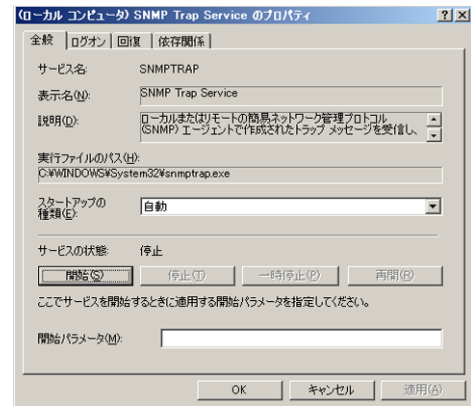 (ローカル コンピュータ) SNMP Trap Service のプロパティ
全般 ログオン 回復 依存関係
サービス名: SNMPTRAP
表示名(N): SNMP Trap Service
説明(D): ローカルまたはリモートの簡易ネットワーク管理プロトコル
(SNMP) エージェントで作成されたトラップ メッセージを受信し、
実行ファイルのパス(H):
C:¥WINDOWS¥System32¥snmptrap.exe
スタートアップの
種類(E): 自動
サービスの状態: 停止
開始(S) 停止(T) 一時停止(P) 再開(R)
ここでサービスを開始するときに適用する開始パラメータを指定してください。
開始パラメータ(M):
OK キャンセル 適用(A)